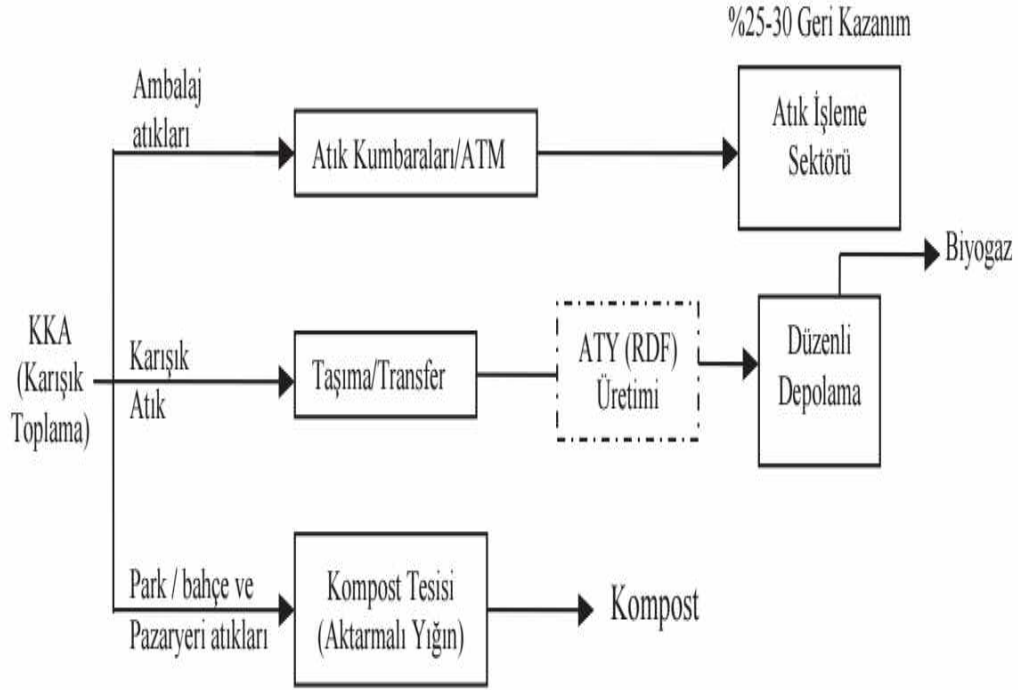 %25-30 Geri Kazanım
Ambalaj
atıkları
Atık Kumbaraları/ATM
Atık İşleme
Sektörü
Biyogaz
KKA
(Karışık
Toplama)
Karışık
Atık
Taşıma/Transfer
ATY (RDF)
Üretimi
Düzenli
Depolama
Park / bahçe ve
Pazaryeri atıkları
Kompost Tesisi
(Aktarmalı Yığın)
Kompost